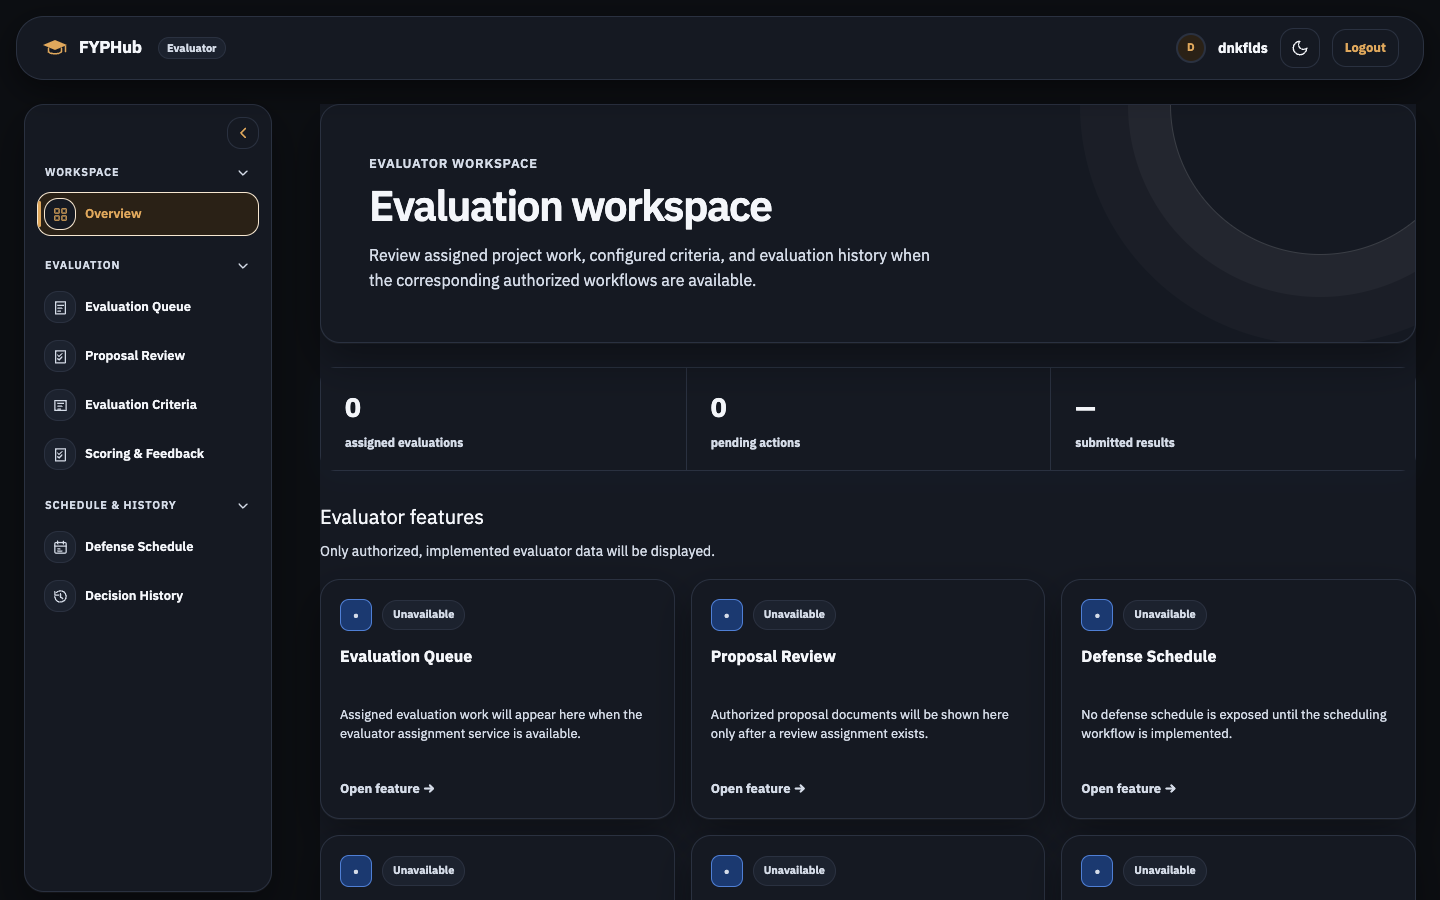 FYPHub
Evaluator
D
dnkflds
Logout
WORKSPACE
Overview
EVALUATION
Evaluation Queue
Proposal Review
Evaluation Criteria
Scoring & Feedback
SCHEDULE & HISTORY
Defense Schedule
Decision History
EVALUATOR WORKSPACE
Evaluation workspace
Review assigned project work, configured criteria, and evaluation history when
the corresponding authorized workflows are available.
0
assigned evaluations
0
pending actions
—
submitted results
Evaluator features
Only authorized, implemented evaluator data will be displayed.
Unavailable
Evaluation Queue
Assigned evaluation work will appear here when the
evaluator assignment service is available.
Open feature →
Unavailable
Proposal Review
Authorized proposal documents will be shown here
only after a review assignment exists.
Open feature →
Unavailable
Defense Schedule
No defense schedule is exposed until the scheduling
workflow is implemented.
Open feature →
Unavailable
Unavailable
Unavailable